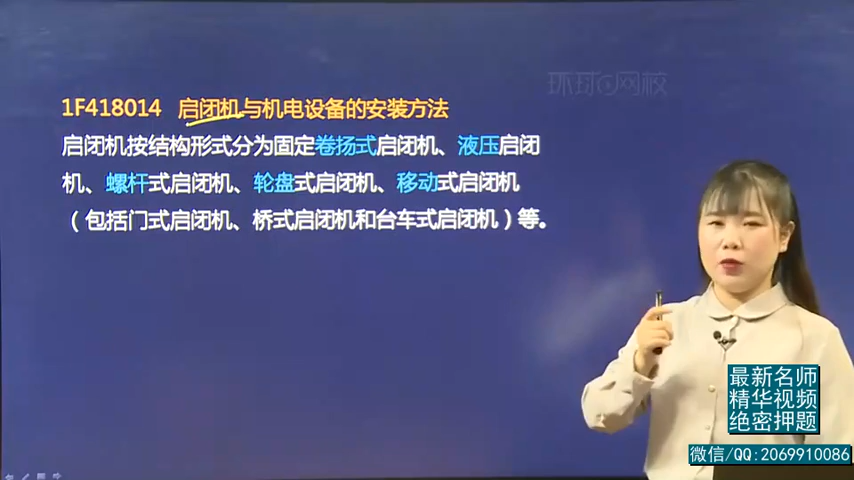 环球网校
1F418014 启闭机与机电设备的安装方法
启闭机按结构形式分为固定卷扬式启闭机、液压启闭
机、螺杆式启闭机、轮盘式启闭机、移动式启闭机
（包括门式启闭机、桥式启闭机和台车式启闭机）等。
最新名师
精华视频
绝密押题
微信/QQ:2069910086